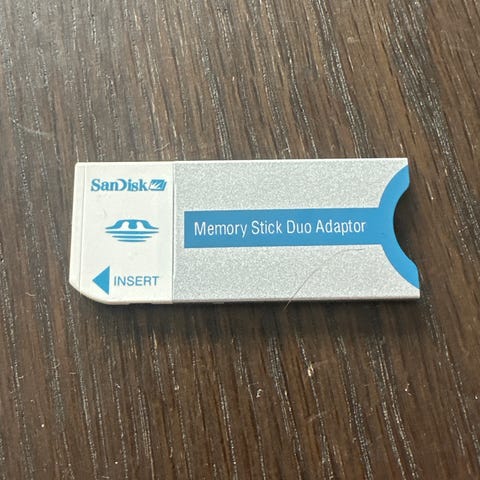 SanDisk
Memory Stick Duo Adaptor
INSERT